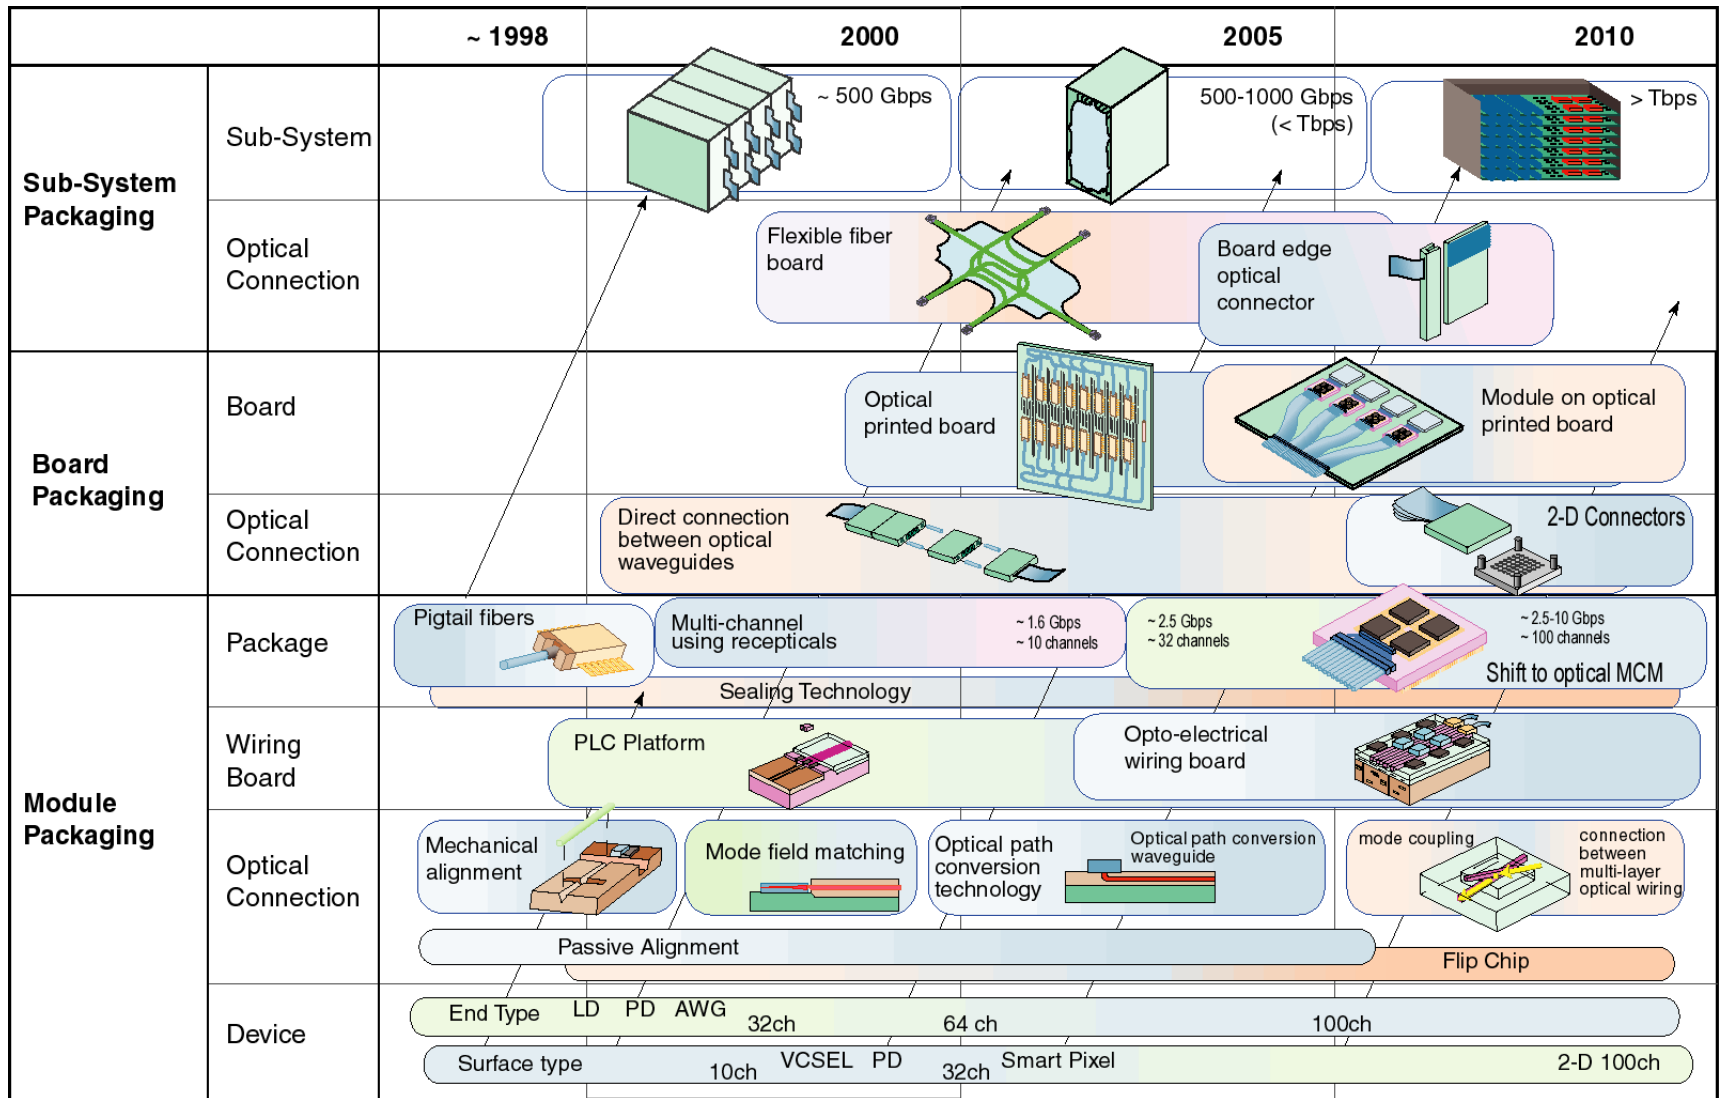 ~ 1998
2000
2005
2010
Sub-System
Packaging
Sub-System
~ 500 Gbps
500-1000 Gbps
(< Tbps)
> Tbps
Optical
Connection
Flexible fiber
board
Board edge
optical
connector
Board
Packaging
Board
Optical
printed board
Module on optical
printed board
Optical
Connection
Direct connection
between optical
waveguides
2-D Connectors
Module
Packaging
Package
Pigtail fibers
Multi-channel
using recepticals
~ 1.6 Gbps
~ 10 channels
~ 2.5 Gbps
~ 32 channels
~ 2.5-10 Gbps
~ 100 channels
Shift to optical MCM
Sealing Technology
Wiring
Board
PLC Platform
Opto-electrical
wiring board
Optical
Connection
Mechanical
alignment
Mode field matching
Optical path
conversion
technology
Optical path conversion
waveguide
mode coupling
connection
between
multi-layer
optical wiring
Passive Alignment
Flip Chip
Device
End Type LD PD AWG
32ch 64 ch 100ch
Surface type VCSEL PD Smart Pixel 2-D 100ch
10ch 32ch